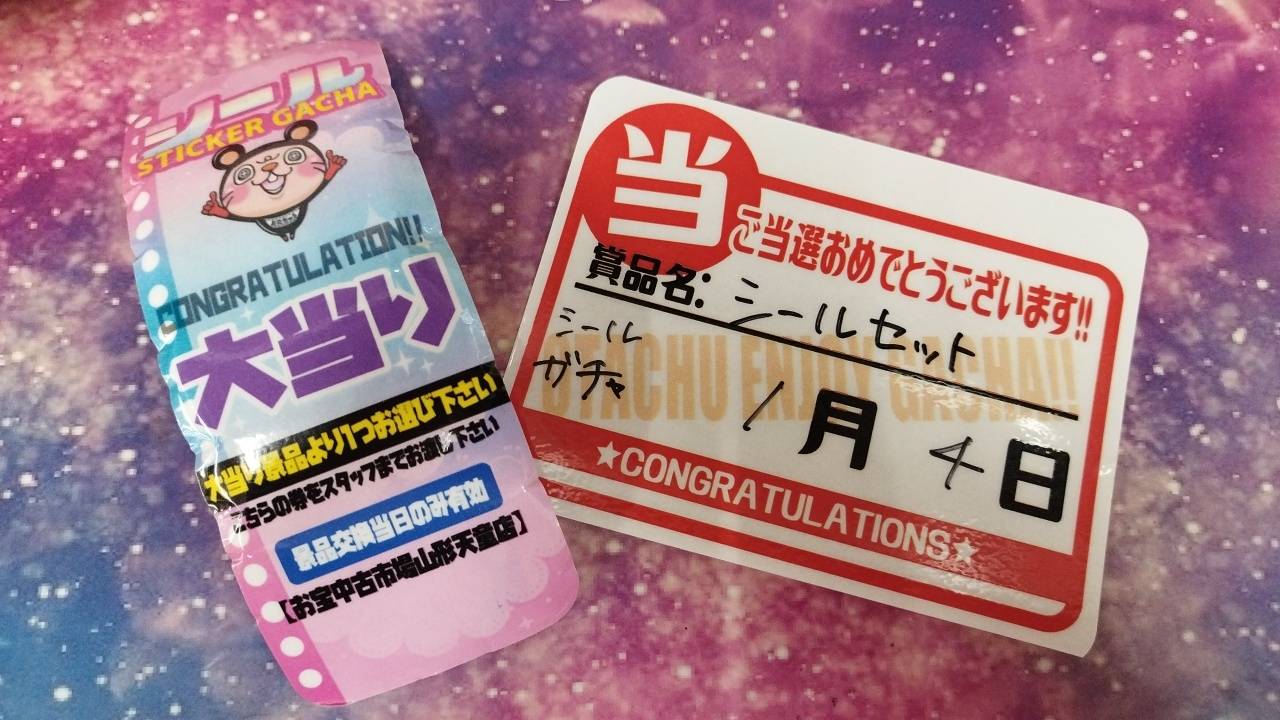 シール
STICKER GACHA
CONGRATULATION!!
大当り
大当り景品より1つお選び下さい
こちらの券をスタッフまでお渡し下さい
景品交換当日のみ有効
【お宝中古市場山形天童店】
当
ご当選おめでとうございます!!
賞品名: シールセット
シール
ガチャ
OTACHU ENJOY GACHA!!
1月4日
★CONGRATULATIONS★